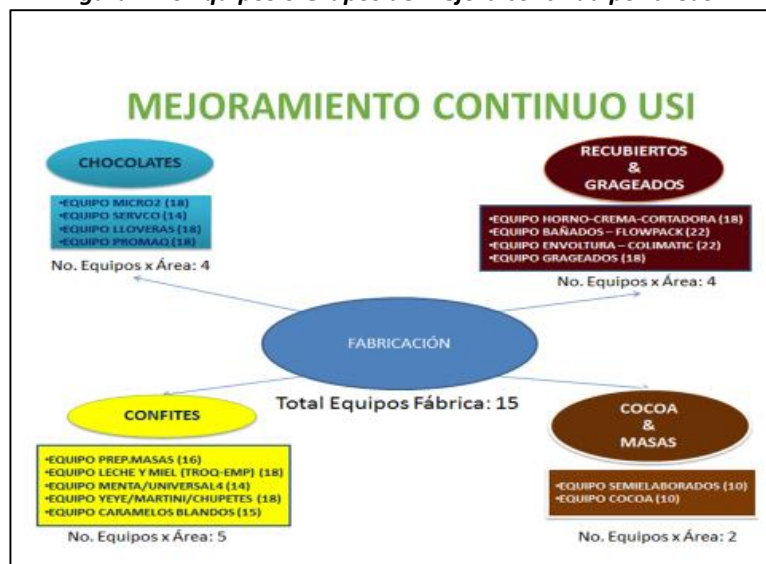 MEJORAMIENTO CONTINUO USI
CHOCOLATES
•EQUIPO MICRO2 (18)
•EQUIPO SERVCO (14)
•EQUIPO LLOVERAS (18)
•EQUIPO PROMAQ (18)
No. Equipos x Área: 4
RECUBIERTOS
&
GRAGEADOS
•EQUIPO HORNO-CREMA-CORTADORA (18)
•EQUIPO BAÑADOS – FLOWPACK (22)
•EQUIPO ENVOLTURA – COLIMATIC (22)
•EQUIPO GRAGEADOS (18)
No. Equipos x Área: 4
FABRICACIÓN
Total Equipos Fábrica: 15
CONFITES
•EQUIPO PREP.MASAS (16)
•EQUIPO LECHE Y MIEL (TROQ-EMP) (18)
•EQUIPO MENTA/UNIVERSAL4 (14)
•EQUIPO YEYE/MARTINI/CHUPETES (18)
•EQUIPO CARAMELOS BLANDOS (15)
No. Equipos x Área: 5
COCOA
&
MASAS
•EQUIPO SEMIELABORADOS (10)
•EQUIPO COCOA (10)
No. Equipos x Área: 2